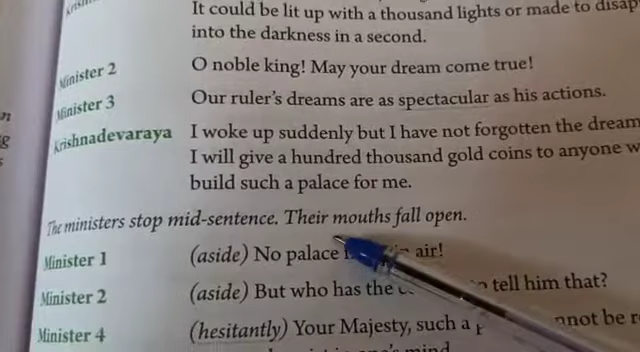 It could be lit up with a thousand lights or made to disap
into the darkness in a second.
Minister 2 O noble king! May your dream come true!
Minister 3 Our ruler's dreams are as spectacular as his actions.
Krishnadevaraya I woke up suddenly but I have not forgotten the dream
I will give a hundred thousand gold coins to anyone w
build such a palace for me.
The ministers stop mid-sentence. Their mouths fall open.
Minister 1 (aside) No palace air!
Minister 2 (aside) But who has the tell him that?
Minister 4 (hesitantly) Your Majesty, such a nnot be r
mind